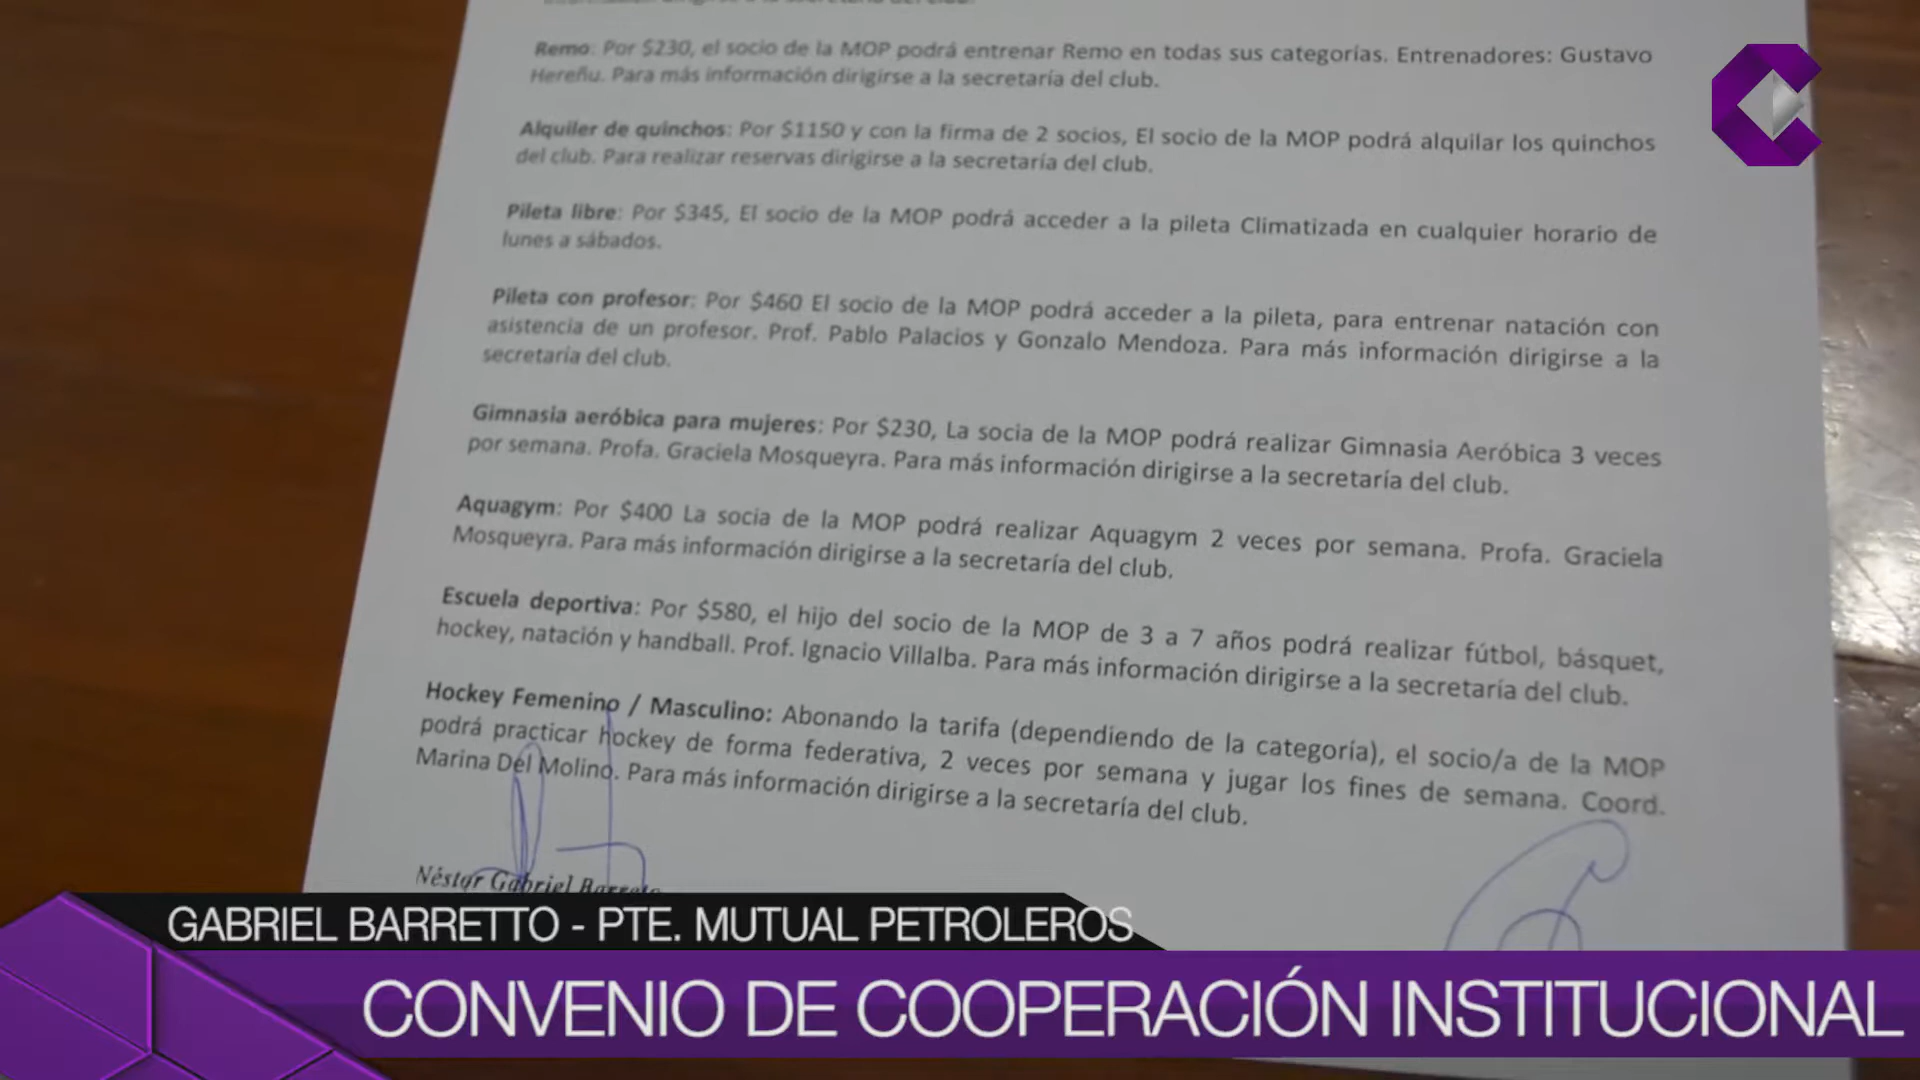 Remo: Por $230, el socio de la MOP podrá entrenar Remo en todas sus categorías. Entrenadores: Gustavo
Hereñu. Para más información dirigirse a la secretaría del club.
Alquiler de quinchos: Por $1150 y con la firma de 2 socios, El socio de la MOP podrá alquilar los quinchos
del club. Para realizar reservas dirigirse a la secretaría del club.
Pileta libre: Por $345, El socio de la MOP podrá acceder a la pileta Climatizada en cualquier horario de
lunes a sábados.
Pileta con profesor: Por $460 El socio de la MOP podrá acceder a la pileta, para entrenar natación con
asistencia de un profesor. Prof. Pablo Palacios y Gonzalo Mendoza. Para más información dirigirse a la
secretaría del club.
Gimnasia aeróbica para mujeres: Por $230, La socia de la MOP podrá realizar Gimnasia Aeróbica 3 veces
por semana. Profa. Graciela Mosqueyra. Para más información dirigirse a la secretaría del club.
Aquagym: Por $400 La socia de la MOP podrá realizar Aquagym 2 veces por semana. Profa. Graciela
Mosqueyra. Para más información dirigirse a la secretaría del club.
Escuela deportiva: Por $580, el hijo del socio de la MOP de 3 a 7 años podrá realizar fútbol, básquet,
hockey, natación y handball. Prof. Ignacio Villalba. Para más información dirigirse a la secretaría del club.
Hockey Femenino / Masculino: Abonando la tarifa (dependiendo de la categoría), el socio/a de la MOP
podrá practicar hockey de forma federativa, 2 veces por semana y jugar los fines de semana. Coord.
Marina Del Molino. Para más información dirigirse a la secretaría del club.
Néstor Gabriel Barreto
GABRIEL BARRETTO - PTE. MUTUAL PETROLEROS
CONVENIO DE COOPERACIÓN INSTITUCIONAL